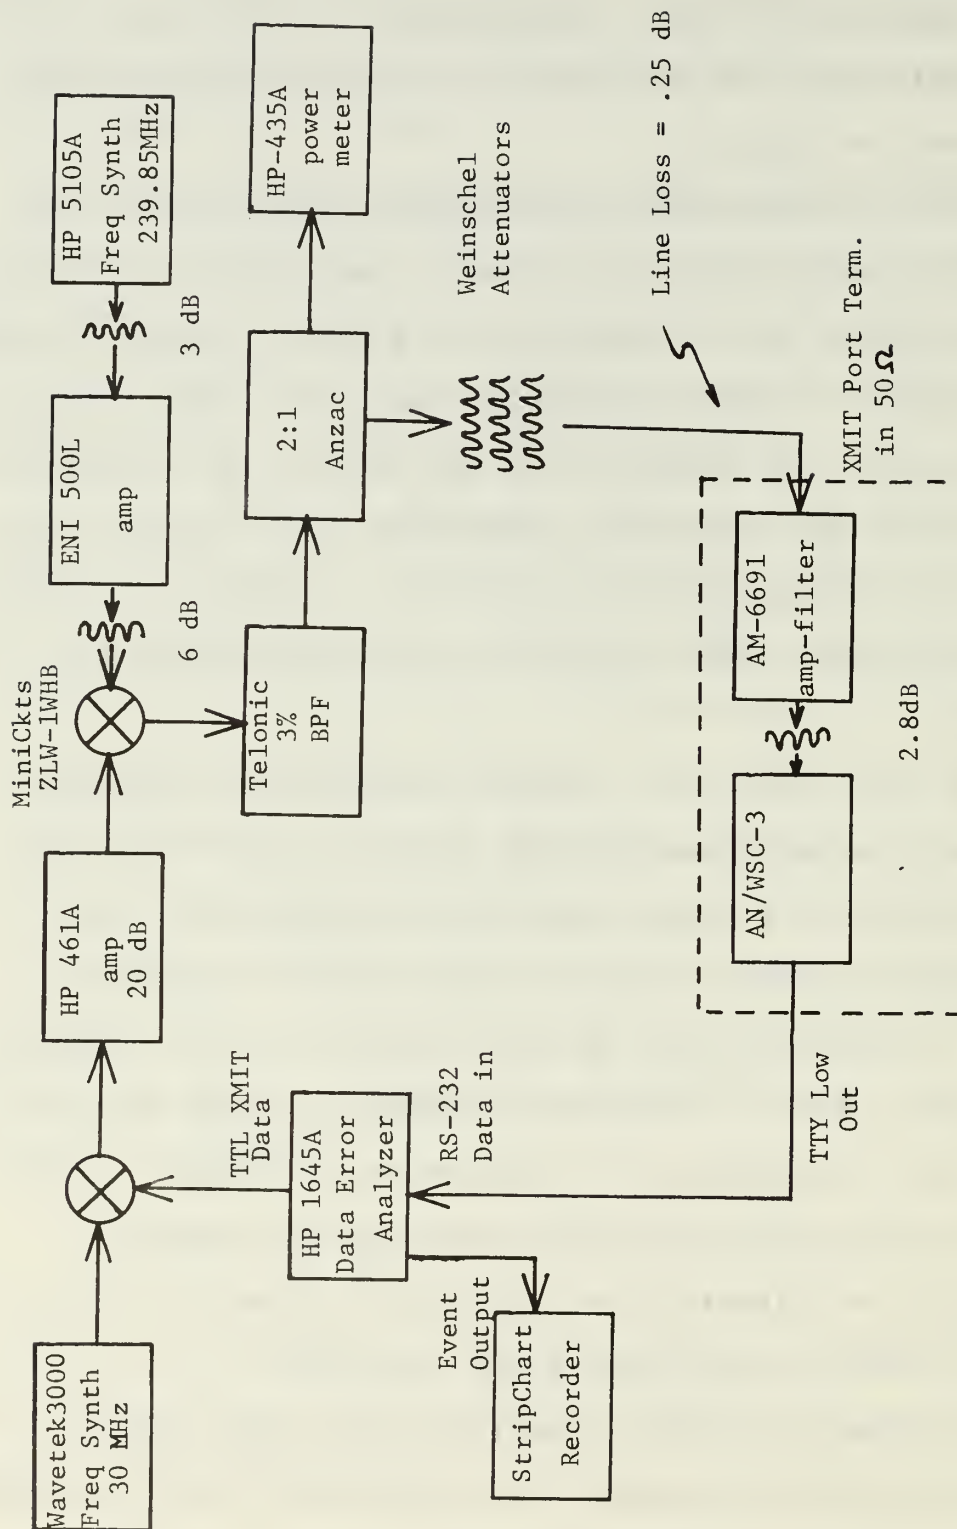 Wavetek3000
Freq Synth
30 MHz
HP 461A
amp
20 dB
MiniCkts
ZLW-1WHB
6 dB
ENI 500L
amp
3 dB
HP 5105A
Freq Synth
239.85MHz
TTL XMIT
Data
HP 1645A
Data Error
Analyzer
Telonic
3%
BPF
2:1
Anzac
HP-435A
power
meter
Event
Output
StripChart
Recorder
RS-232
Data in
Weinschel
Attenuators
Line Loss = .25 dB
TTY Low
Out
AN/WSC-3
2.8dB
AM-6691
amp-filter
XMIT Port Term.
in 50Ω